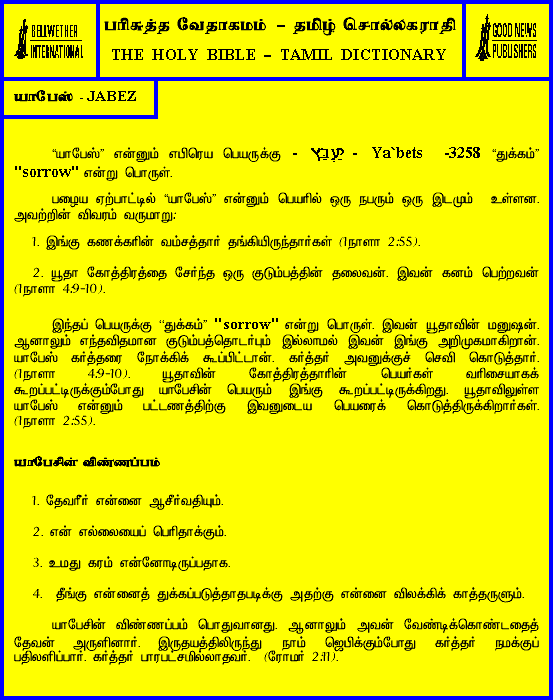 BELLWETHER
INTERNATIONAL
பரிசுத்த வேதாகமம் – தமிழ் சொல்லகராதி
THE HOLY BIBLE – TAMIL DICTIONARY
GOOD NEWS
PUBLISHERS
யாபேஸ் - JABEZ
“யாபேஸ்” என்னும் எபிரெய பெயருக்கு - יַעְבֵּץ - Ya`bets -3258 “துக்கம்”
"sorrow" என்று பொருள்.
பழைய ஏற்பாட்டில் “யாபேஸ்” என்னும் பெயரில் ஒரு நபரும் ஒரு இடமும் உள்ளன.
அவற்றின் விவரம் வருமாறு:
1. இங்கு கணக்கரின் வம்சத்தார் தங்கியிருந்தார்கள் (1நாளா 2:55).
2. யூதா கோத்திரத்தை சேர்ந்த ஒரு குடும்பத்தின் தலைவன். இவன் கனம் பெற்றவன்
(1நாளா 4:9-10).
இந்தப் பெயருக்கு “துக்கம்” "sorrow" என்று பொருள். இவன் யூதாவின் மனுஷன்.
ஆனாலும் எந்தவிதமான குடும்பத்தொடர்பும் இல்லாமல் இவன் இங்கு அறிமுகமாகிறான்.
யாபேஸ் கர்த்தரை நோக்கிக் கூப்பிட்டான். கர்த்தர் அவனுக்குச் செவி கொடுத்தார்.
(1நாளா 4:9-10). யூதாவின் கோத்திரத்தாரின் பெயர்கள் வரிசையாகக்
கூறப்பட்டிருக்கும்போது யாபேசின் பெயரும் இங்கு கூறப்பட்டிருக்கிறது. யூதாவிலுள்ள
யாபேஸ் என்னும் பட்டணத்திற்கு இவனுடைய பெயரைக் கொடுத்திருக்கிறார்கள்.
(1நாளா 2:55).
யாபேசின் விண்ணப்பம்
1. தேவரீர் என்னை ஆசீர்வதியும்.
2. என் எல்லையைப் பெரிதாக்கும்.
3. உமது கரம் என்னோடிருப்பதாக.
4. தீங்கு என்னைத் துக்கப்படுத்தாதபடிக்கு அதற்கு என்னை விலக்கிக் காத்தருளும்.
யாபேசின் விண்ணப்பம் பொதுவானது. ஆனாலும் அவன் வேண்டிக்கொண்டதைத்
தேவன் அருளினார். இருதயத்திலிருந்து நாம் ஜெபிக்கும்போது கர்த்தர் நமக்குப்
பதிலளிப்பார். கர்த்தர் பாரபட்சமில்லாதவர். (ரோமர் 2:11).